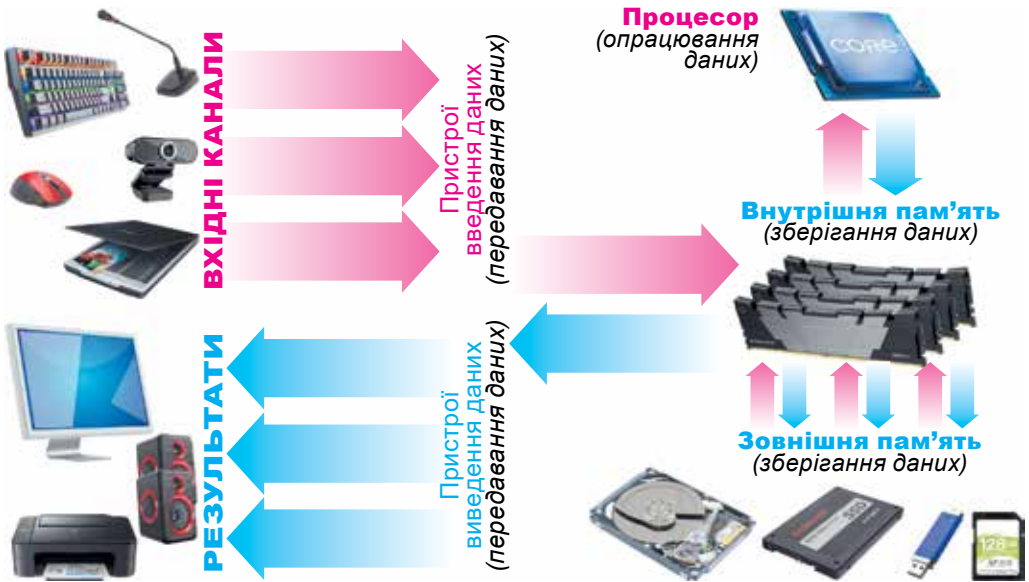 ВХІДНІ КАНАЛИ
Пристрої
введення даних
(передавання даних)
Процесор
(опрацювання
даних)
CORE
Внутрішня пам’ять
(зберігання даних)
РЕЗУЛЬТАТИ
Пристрої
виведення даних
(передавання даних)
Зовнішня пам’ять
(зберігання даних)
SSD
128